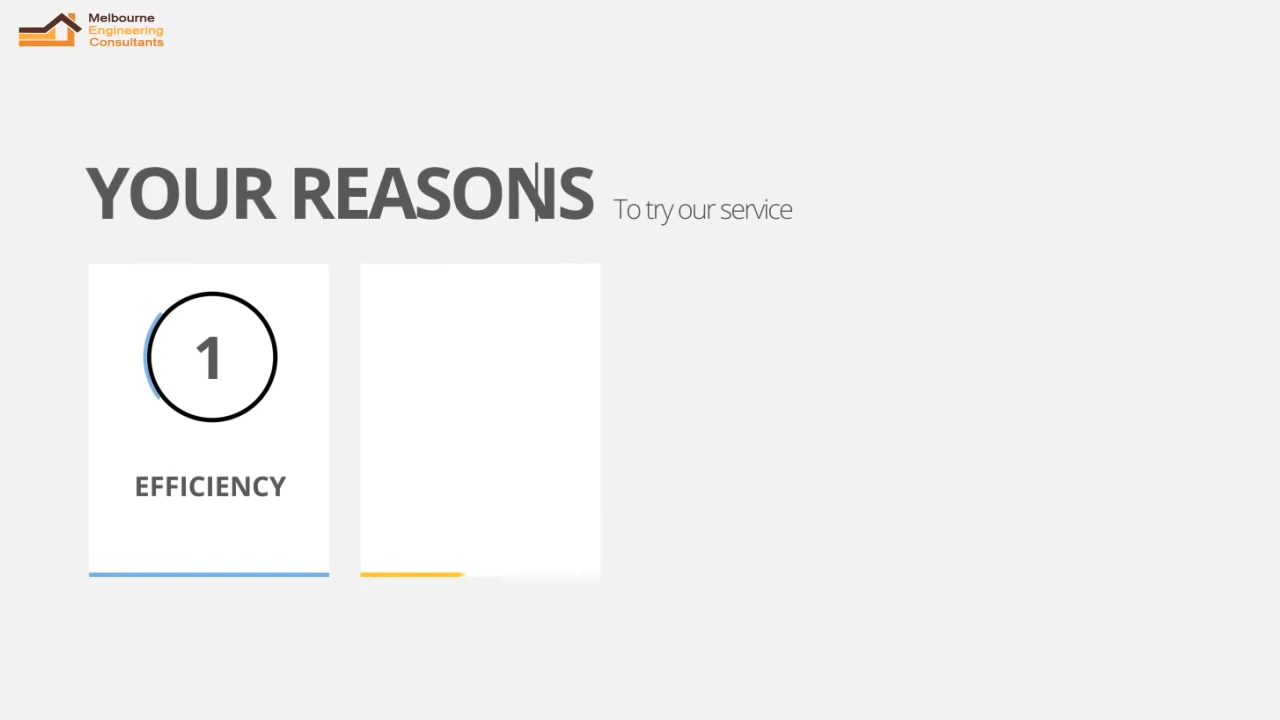 Melbourne
Engineering
Consultants
YOUR REASONS To try our service
1
EFFICIENCY